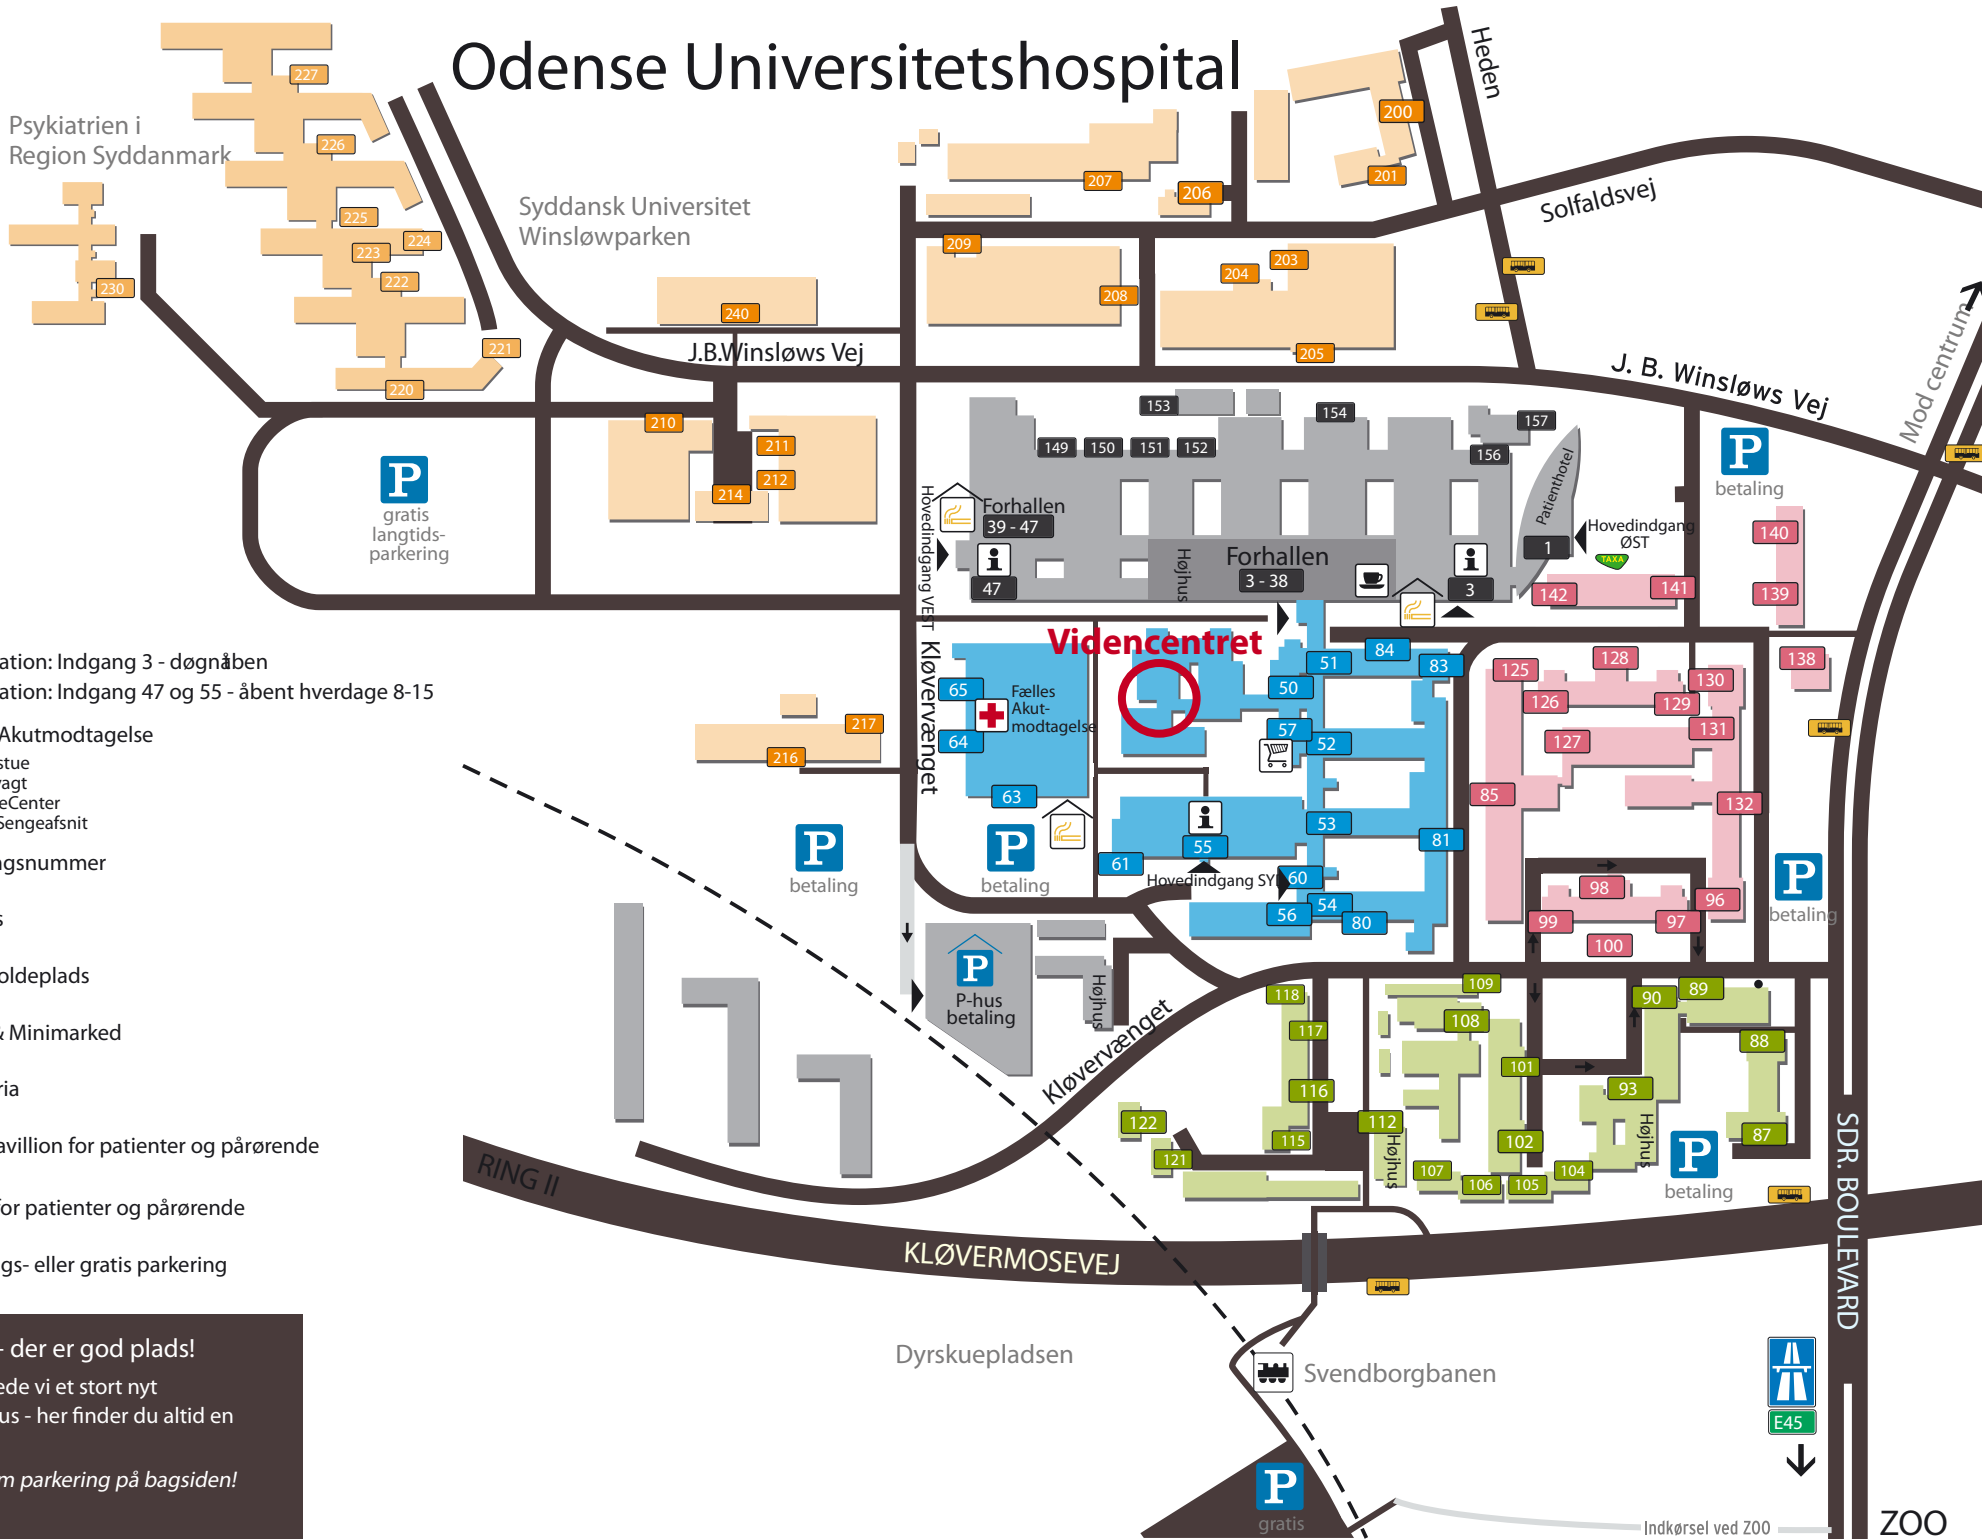 Odense Universitetshospital
Psykiatrien i
Region Syddanmark
Syddansk Universitet
Winsløwparken
Heden
Solfaldsvej
Mod centrum
J.B.Winsløws Vej
J. B. Winsløws Vej
227
226
225
224
223
222
221
220
230
240
200
201
207
206
209
208
204
203
205
210
211
212
214
P
gratis
langtids-
parkering
153
154
157
149
150
151
152
156
Patienthotel
P
betaling
Hovedindgang VEST
Forhallen
39 - 47
47
Højhus
Forhallen
3 - 38
3
1
Hovedindgang
ØST
TAXA
140
139
142
141
138
Videncentret
Kløvervænget
65
64
63
Fælles
Akut-
modtagelse
51
84
83
50
57
52
53
81
55
61
60
54
56
80
Hovedindgang SY
125
128
130
126
129
131
127
85
132
98
96
99
97
100
217
216
P
betaling
P
betaling
P
betaling
P
P-hus
betaling
Højhus
Kløvervænget
118
117
116
115
122
121
109
108
101
102
112
Højhus
107
106
105
104
90
89
88
93
Højhus
87
P
betaling
ation: Indgang 3 - døgnåben
ation: Indgang 47 og 55 - åbent hverdage 8-15
Akutmodtagelse
stue
vagt
eCenter
Sengeafsnit
ngsnummer
s
oldeplads
& Minimarked
ria
avillion for patienter og pårørende
for patienter og pårørende
gs- eller gratis parkering
- der er god plads!
ede vi et stort nyt
us - her finder du altid en
m parkering på bagsiden!
RING II
KLØVERMOSEVEJ
SDR. BOULEVARD
Dyrskuepladsen
Svendborgbanen
E45
P
gratis
Indkørsel ved ZOO
ZOO